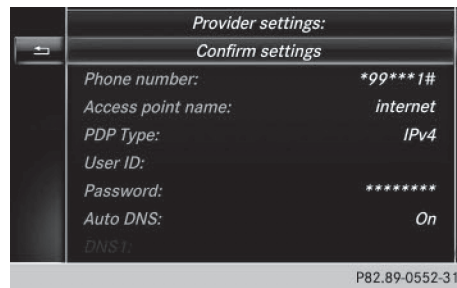 Provider settings:
Confirm settings
Phone number: *99***1#
Access point name: internet
PDP Type: IPv4
User ID:
Password: ********
Auto DNS: On
DNS1:
P82.89-0552-31